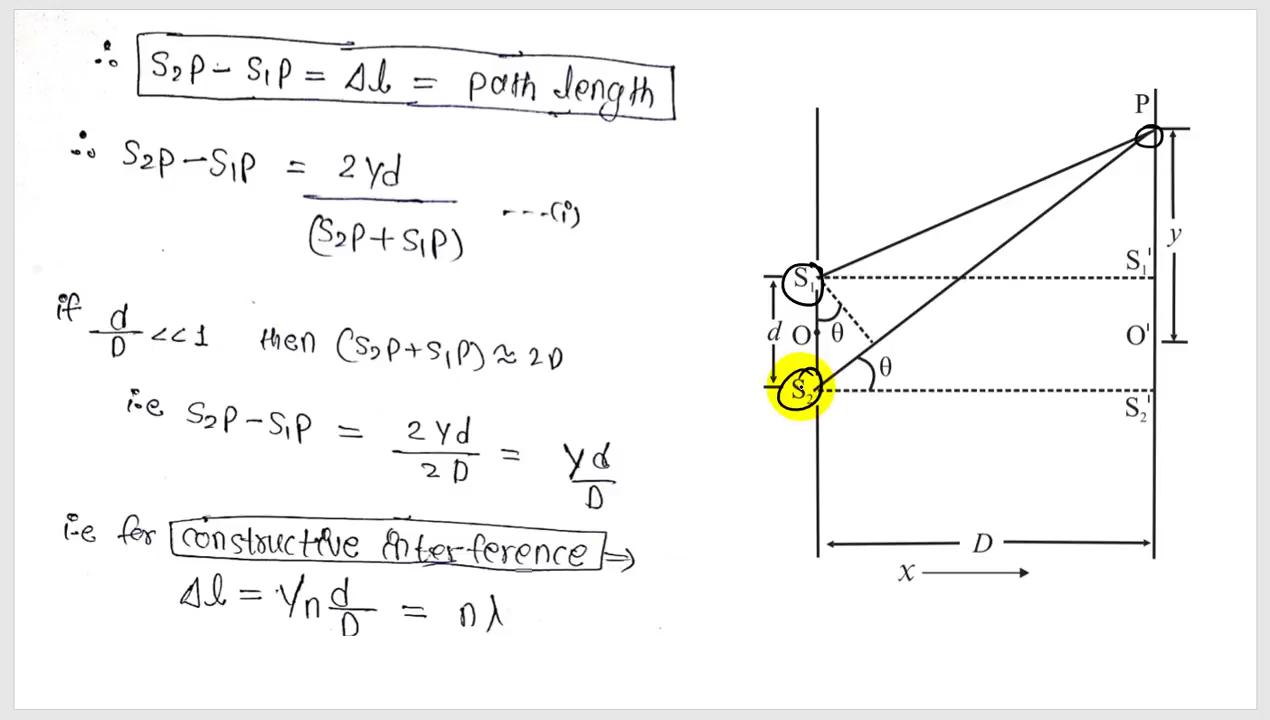 ∴ S₂P − S₁P = Δl = path length
∴ S₂P − S₁P = 2yd / (S₂P + S₁P) ----(i)
if d/D << 1 then (S₂P + S₁P) ≈ 2D
i.e S₂P − S₁P = 2yd / 2D = yd / D
i.e for constructive interference →
Δl = yₙ d/D = nλ
P
y
S₁
S₁'
d
O
θ
O'
θ
S₂
S₂'
D
x